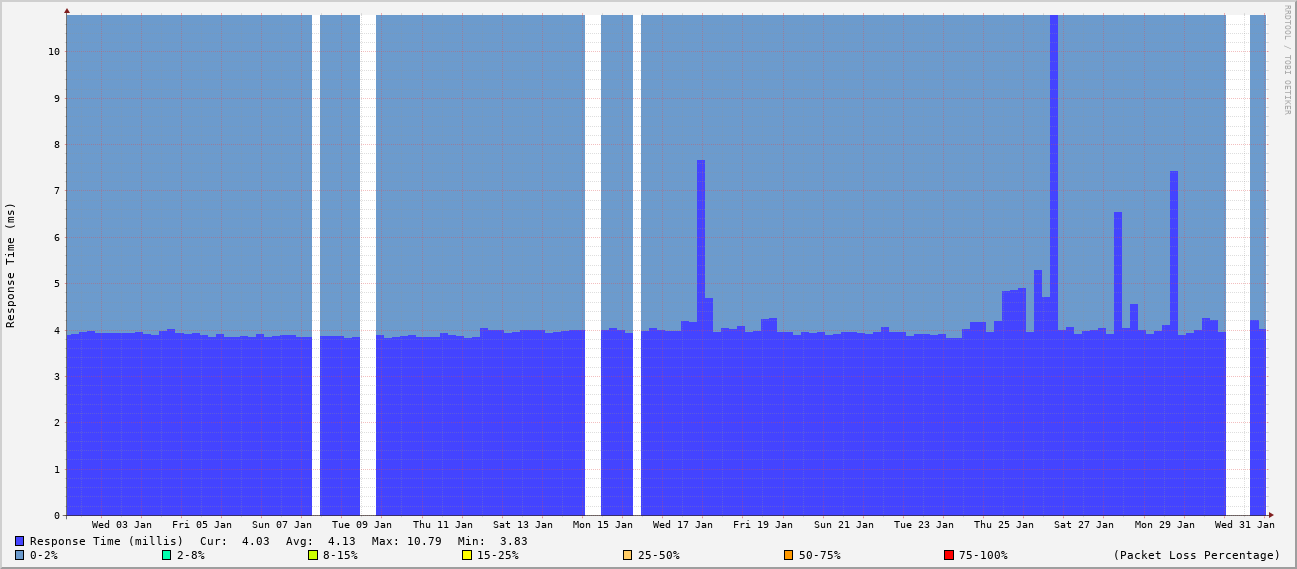 RRDTOOL / TOBI OETIKER
Response Time (ms)
10
9
8
7
6
5
4
3
2
1
0
Wed 03 Jan Fri 05 Jan Sun 07 Jan Tue 09 Jan Thu 11 Jan Sat 13 Jan Mon 15 Jan Wed 17 Jan Fri 19 Jan Sun 21 Jan Tue 23 Jan Thu 25 Jan Sat 27 Jan Mon 29 Jan Wed 31 Jan
Response Time (millis) Cur: 4.03 Avg: 4.13 Max: 10.79 Min: 3.83
0-2% 2-8% 8-15% 15-25% 25-50% 50-75% 75-100% (Packet Loss Percentage)